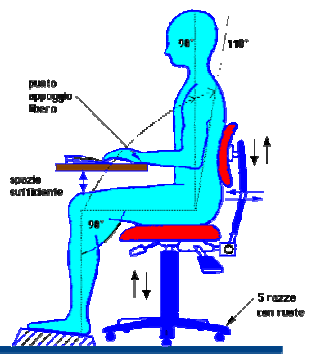 90° 110°
punto
appoggio
libero
spazio
sufficiente
90°
5 razze
con ruote